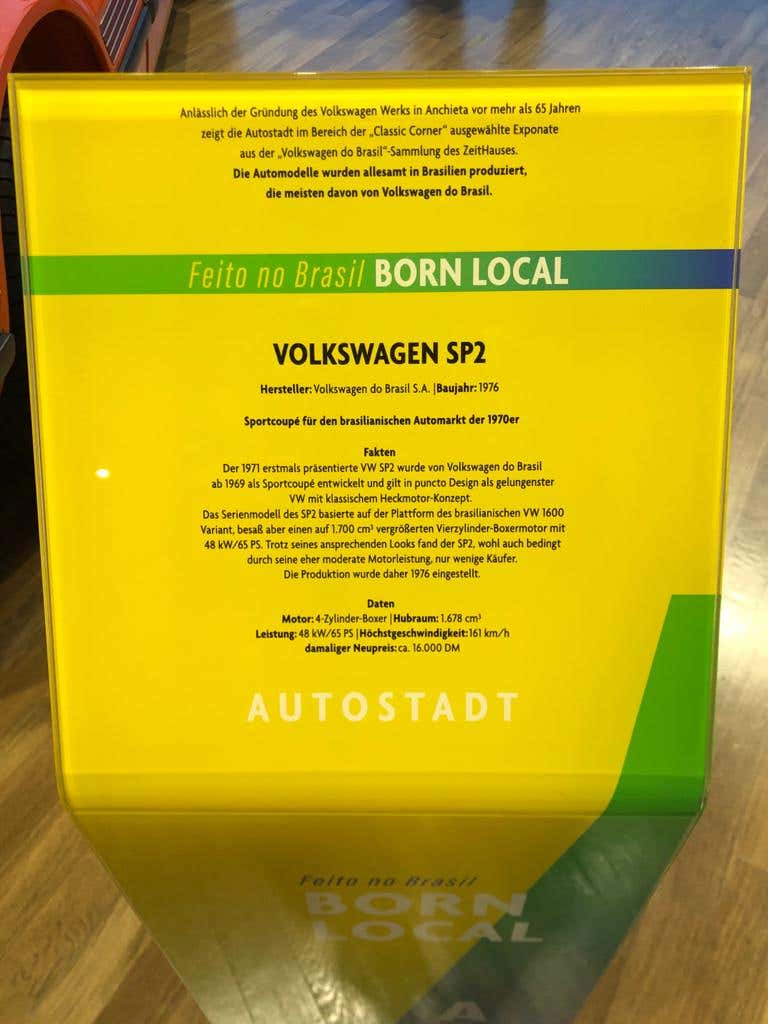 Anlässlich der Gründung des Volkswagen Werks in Anchieta vor mehr als 65 Jahren
zeigt die Autostadt im Bereich der „Classic Corner“ ausgewählte Exponate
aus der „Volkswagen do Brasil“-Sammlung des ZeitHauses.
Die Automodelle wurden allesamt in Brasilien produziert,
die meisten davon von Volkswagen do Brasil.
Feito no Brasil BORN LOCAL
VOLKSWAGEN SP2
Hersteller: Volkswagen do Brasil S.A. |Baujahr: 1976
Sportcoupé für den brasilianischen Automarkt der 1970er
Fakten
Der 1971 erstmals präsentierte VW SP2 wurde von Volkswagen do Brasil
ab 1969 als Sportcoupé entwickelt und gilt in puncto Design als gelungenster
VW mit klassischem Heckmotor-Konzept.
Das Serienmodell des SP2 basierte auf der Plattform des brasilianischen VW 1600
Variant, besaß aber einen auf 1.700 cm³ vergrößerten Vierzylinder-Boxermotor mit
48 kW/65 PS. Trotz seines ansprechenden Looks fand der SP2, wohl auch bedingt
durch seine eher moderate Motorleistung, nur wenige Käufer.
Die Produktion wurde daher 1976 eingestellt.
Daten
Motor: 4-Zylinder-Boxer |Hubraum: 1.678 cm³
Leistung: 48 kW/65 PS |Höchstgeschwindigkeit: 161 km/h
damaliger Neupreis: ca. 16.000 DM
AUTOSTADT
Feito no Brasil
BORN
LOCAL